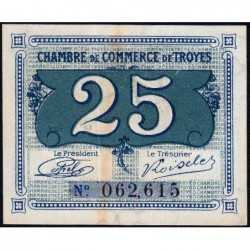 CHAMBRE DE COMMERCE DE TROYES
25
Le Président Le Trésorier
Nº 062,615